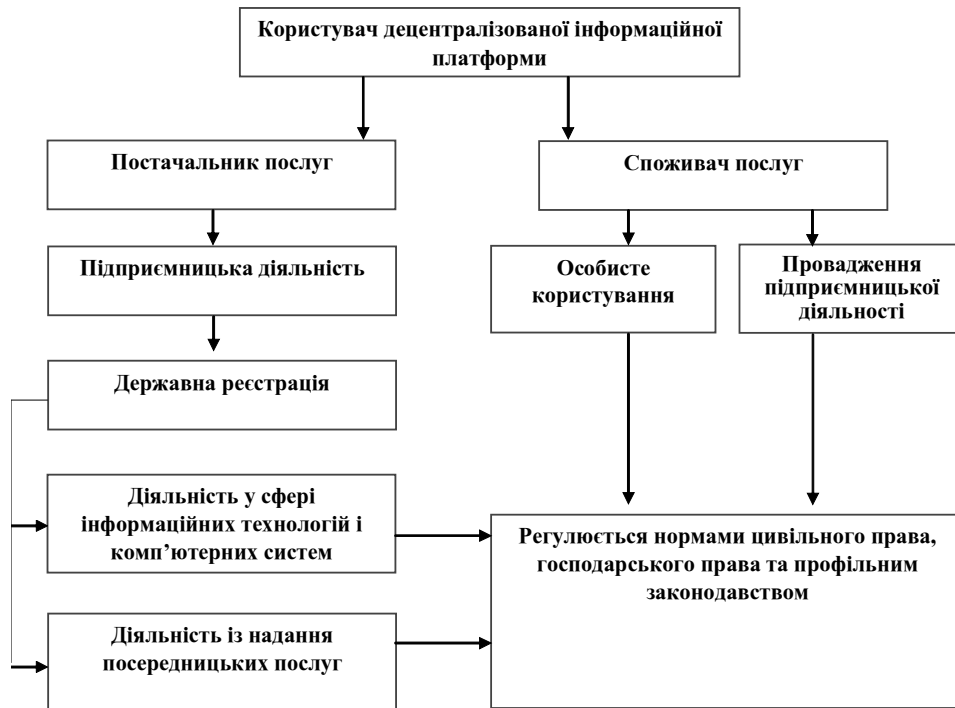 Користувач децентралізованої інформаційної
платформи
Постачальник послуг
Споживач послуг
Підприємницька діяльність
Особисте
користування
Провадження
підприємницької
діяльності
Державна реєстрація
Діяльність у сфері
інформаційних технологій і
комп’ютерних систем
Регулюється нормами цивільного права,
господарського права та профільним
законодавством
Діяльність із надання
посередницьких послуг